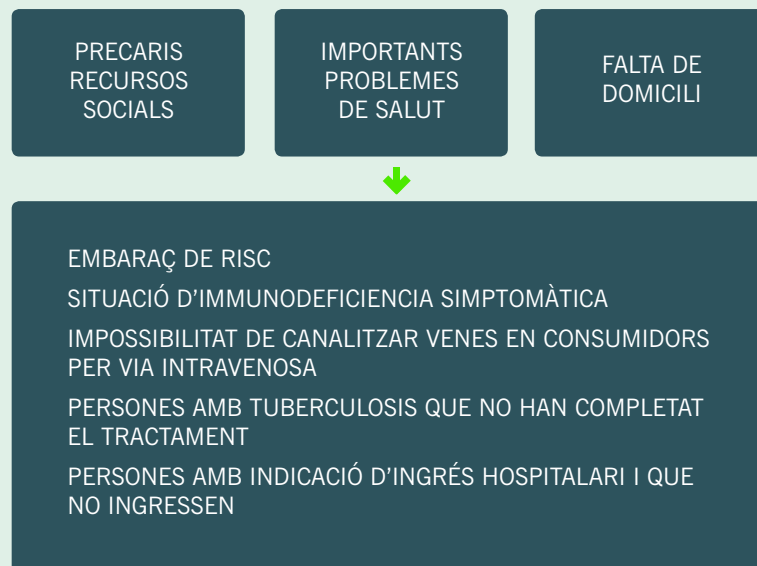 PRECARIS
RECURSOS
SOCIALS
IMPORTANTS
PROBLEMES
DE SALUT
FALTA DE
DOMICILI
EMBARAÇ DE RISC
SITUACIÓ D'IMMUNODEFICIENCIA SIMPTOMÀTICA
IMPOSSIBILITAT DE CANALITZAR VENES EN CONSUMIDORS
PER VIA INTRAVENOSA
PERSONES AMB TUBERCULOSIS QUE NO HAN COMPLETAT
EL TRACTAMENT
PERSONES AMB INDICACIÓ D'INGRÉS HOSPITALARI I QUE
NO INGRESSEN